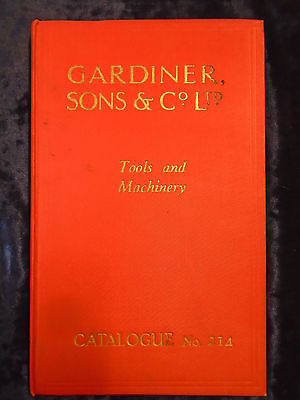 GARDINER,
SONS & Co LTD
Tools and
Machinery
CATALOGUE No. 314